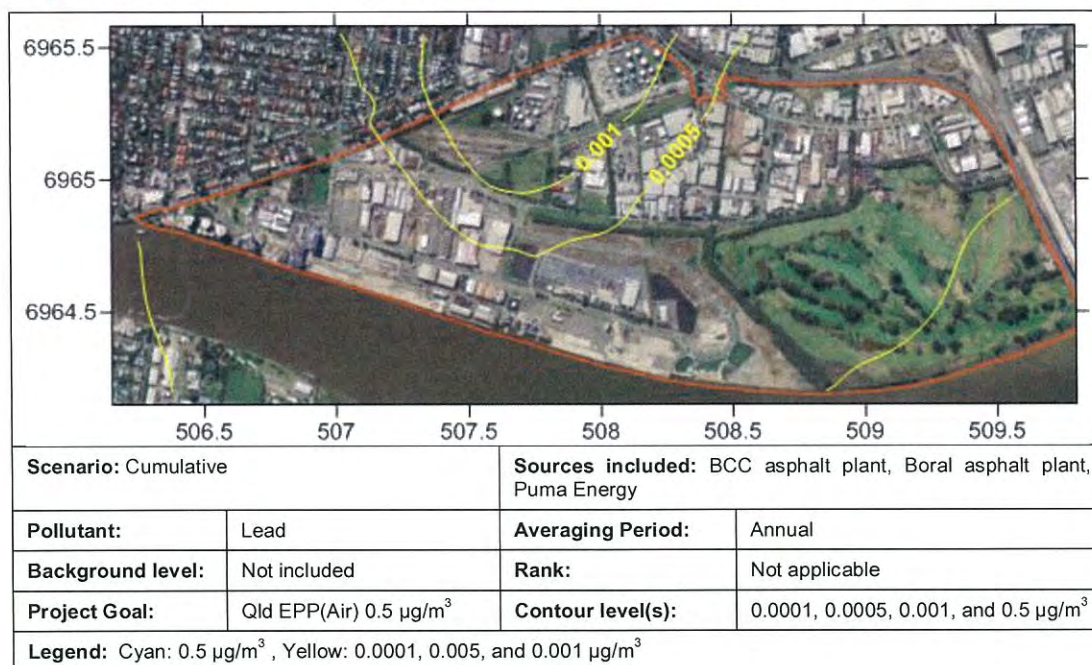 6965.5
6965
6964.5
0.001
0.0005
506.5 507 507.5 508 508.5 509 509.5
Scenario: Cumulative
Sources included: BCC asphalt plant, Boral asphalt plant,
Puma Energy
Pollutant: Lead Averaging Period: Annual
Background level: Not included Rank: Not applicable
Project Goal: Qld EPP(Air) 0.5 µg/m³ Contour level(s): 0.0001, 0.0005, 0.001, and 0.5 µg/m³
Legend: Cyan: 0.5 µg/m³ , Yellow: 0.0001, 0.005, and 0.001 µg/m³